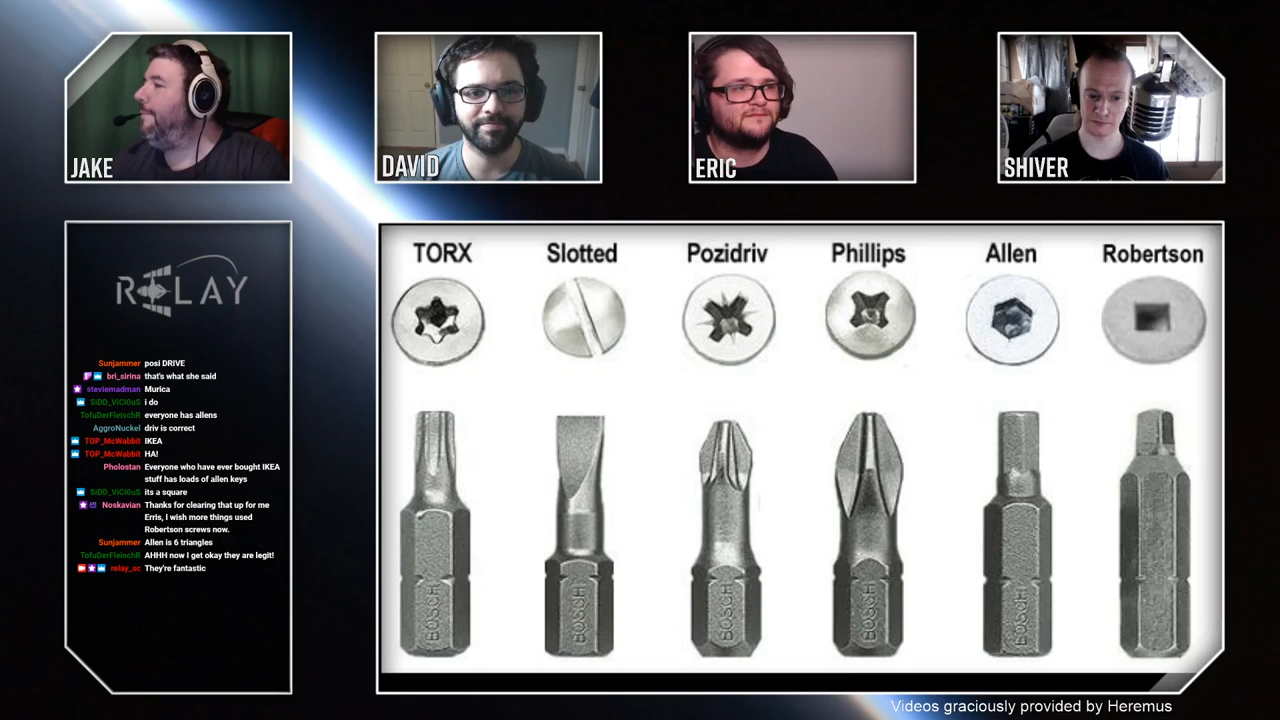 JAKE
DAVID
ERIC
SHIVER
RELAY
Sunjammer posi DRIVE
bri_sirina that's what she said
steviemadman Murica
SiDD_ViCi0uS i do
TofuDerFleischR everyone has allens
AggroNuckel driv is correct
TOP_McWabbit IKEA
TOP_McWabbit HA!
Pholostan Everyone who have ever bought IKEA
stuff has loads of allen keys
SiDD_ViCi0uS its a square
Noskavian Thanks for clearing that up for me
Erris, I wish more things used
Robertson screws now.
Sunjammer Allen is 6 triangles
TofuDerFleischR AHHH now I get okay they are legit!
relay_sc They're fantastic
TORX Slotted Pozidriv Phillips Allen Robertson
BOSCH BOSCH BOSCH BOSCH BOSCH
Videos graciously provided by Heremus